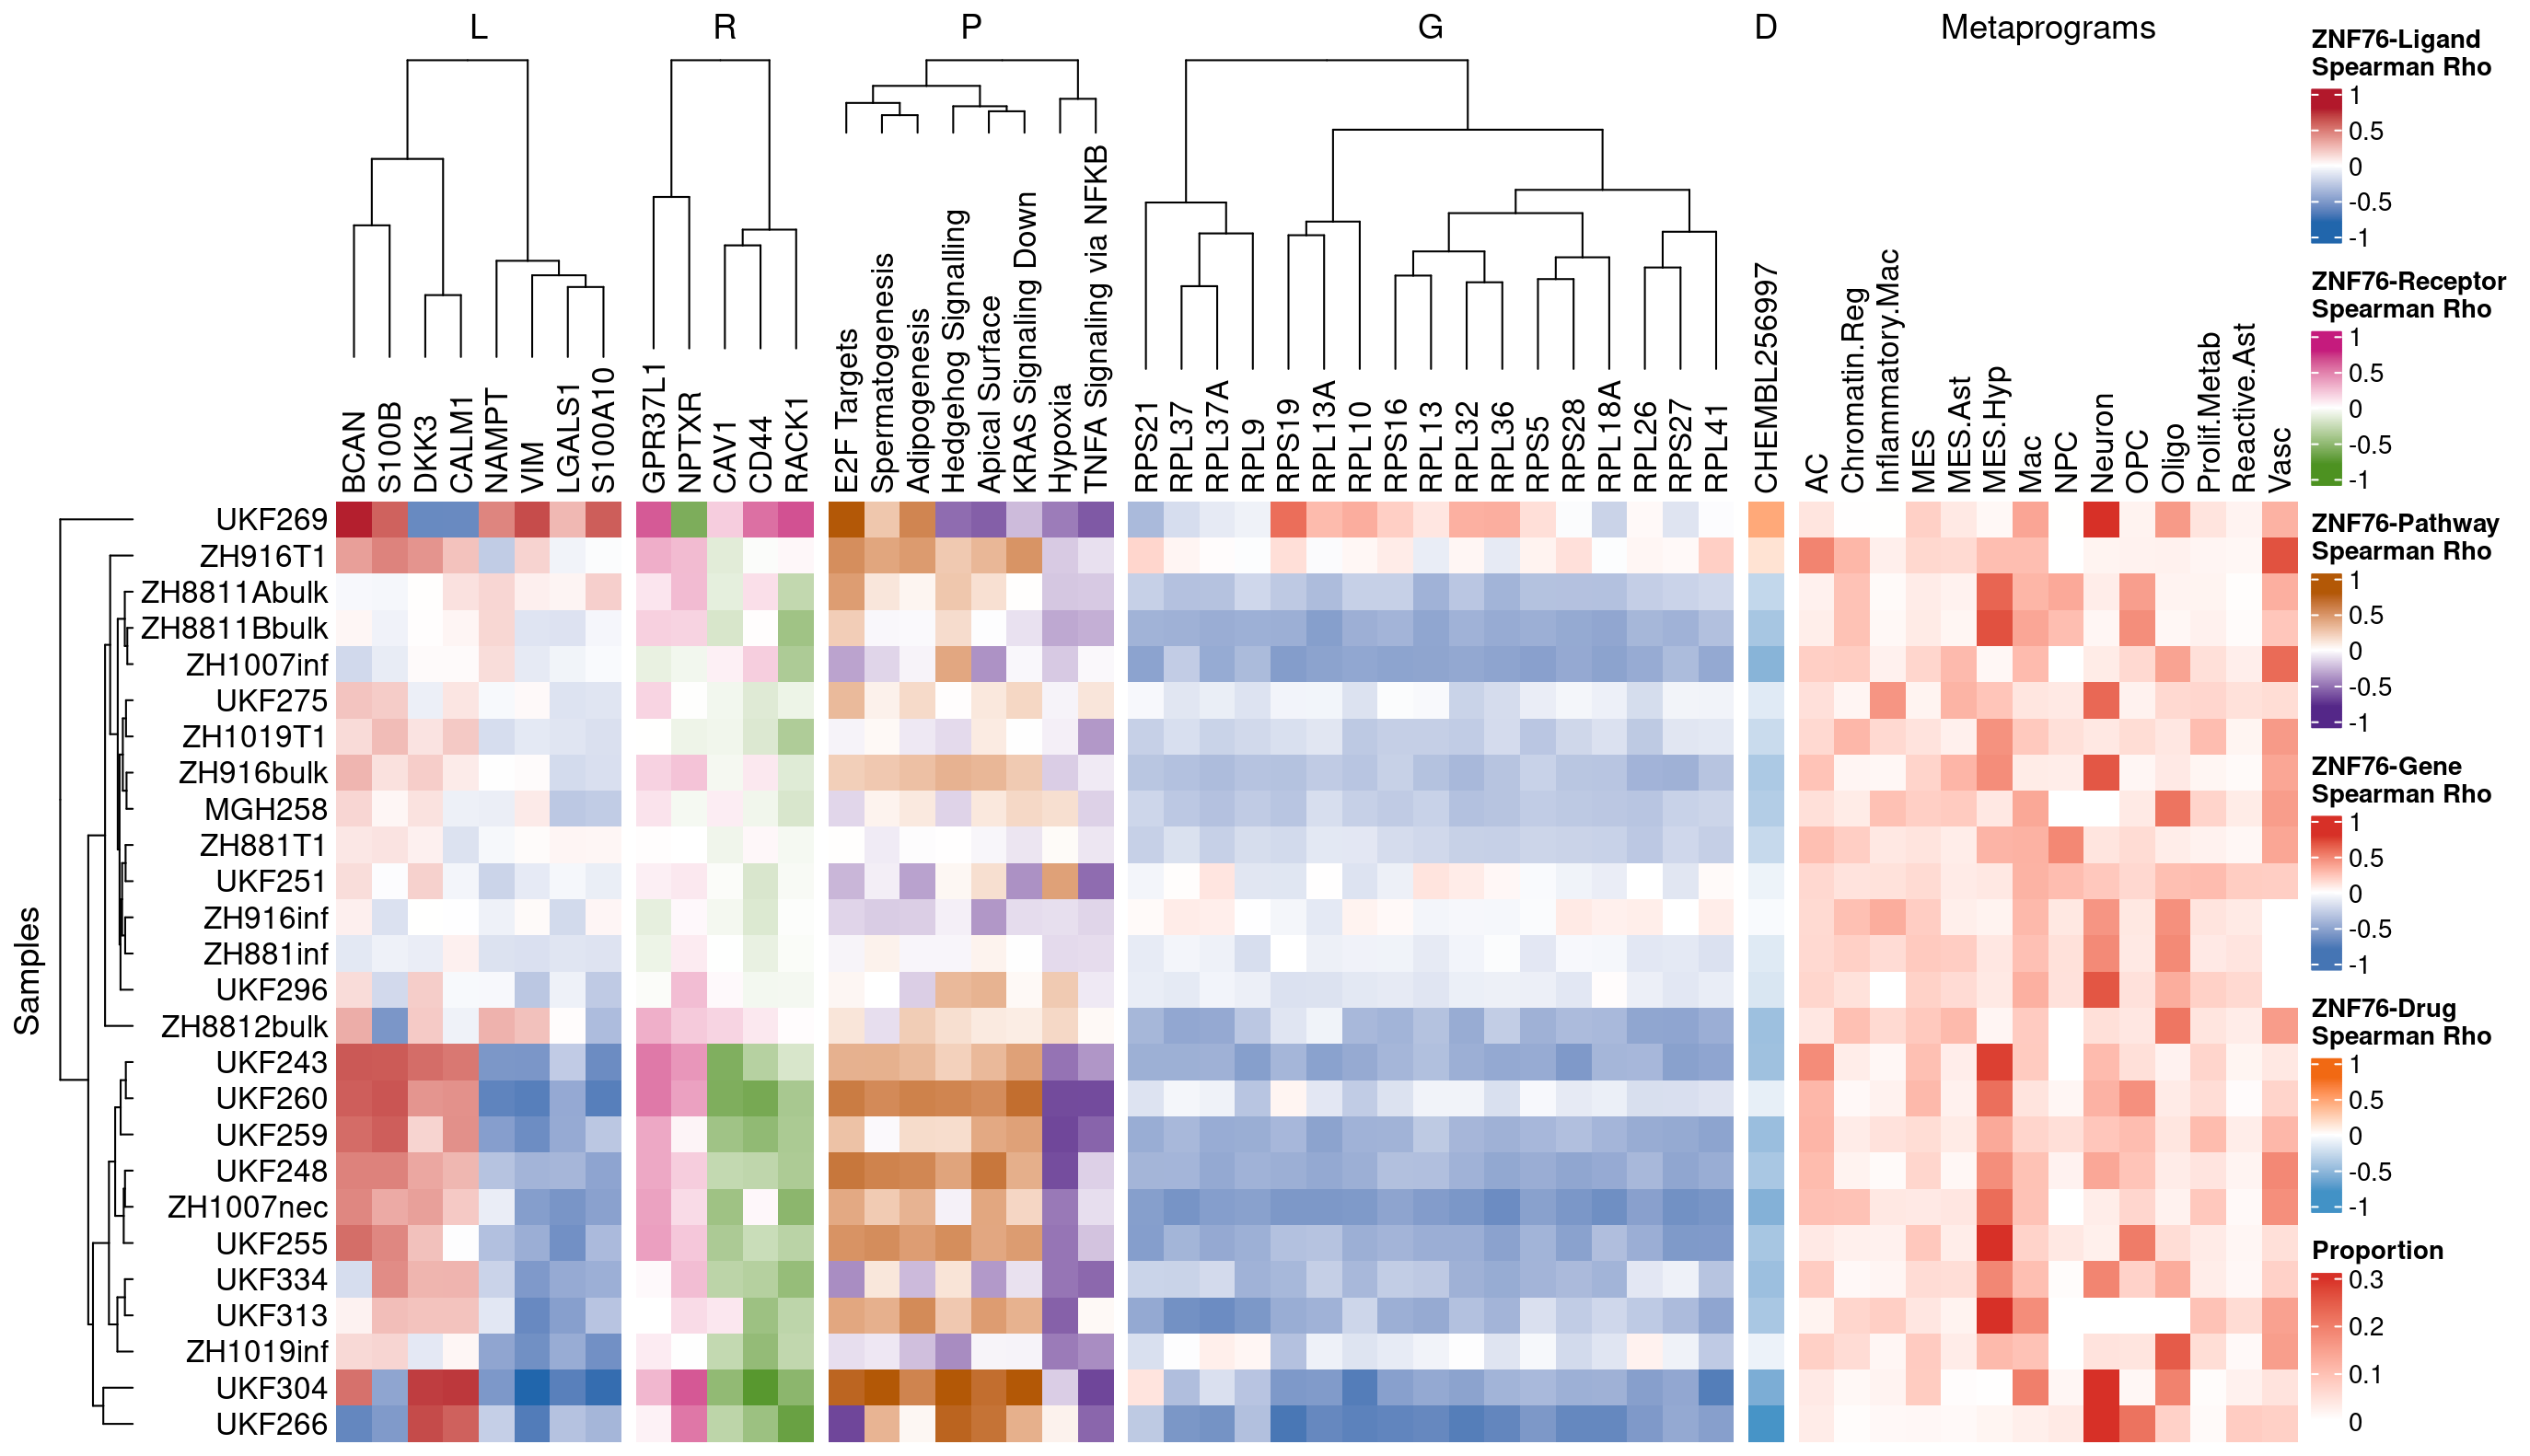 L R P G D Metaprograms
BCAN
S100B
DKK3
CALM1
NAMPT
VIM
LGALS1
S100A10
GPR37L1
NPTXR
CAV1
CD44
RACK1
E2F Targets
Spermatogenesis
Adipogenesis
Hedgehog Signalling
Apical Surface
KRAS Signaling Down
Hypoxia
TNFA Signaling via NFKB
RPS21
RPL37
RPL37A
RPL9
RPS19
RPL13A
RPL10
RPS16
RPL13
RPL32
RPL36
RPS5
RPS28
RPL18A
RPL26
RPS27
RPL41
CHEMBL256997
AC
Chromatin.Reg
Inflammatory.Mac
MES
MES.Ast
MES.Hyp
Mac
NPC
Neuron
OPC
Oligo
Prolif.Metab
Reactive.Ast
Vasc
Samples
UKF269
ZH916T1
ZH8811Abulk
ZH8811Bbulk
ZH1007inf
UKF275
ZH1019T1
ZH916bulk
MGH258
ZH881T1
UKF251
ZH916inf
ZH881inf
UKF296
ZH8812bulk
UKF243
UKF260
UKF259
UKF248
ZH1007nec
UKF255
UKF334
UKF313
ZH1019inf
UKF304
UKF266
ZNF76-Ligand
Spearman Rho
1
0.5
0
-0.5
-1
ZNF76-Receptor
Spearman Rho
1
0.5
0
-0.5
-1
ZNF76-Pathway
Spearman Rho
1
0.5
0
-0.5
-1
ZNF76-Gene
Spearman Rho
1
0.5
0
-0.5
-1
ZNF76-Drug
Spearman Rho
1
0.5
0
-0.5
-1
Proportion
0.3
0.2
0.1
0